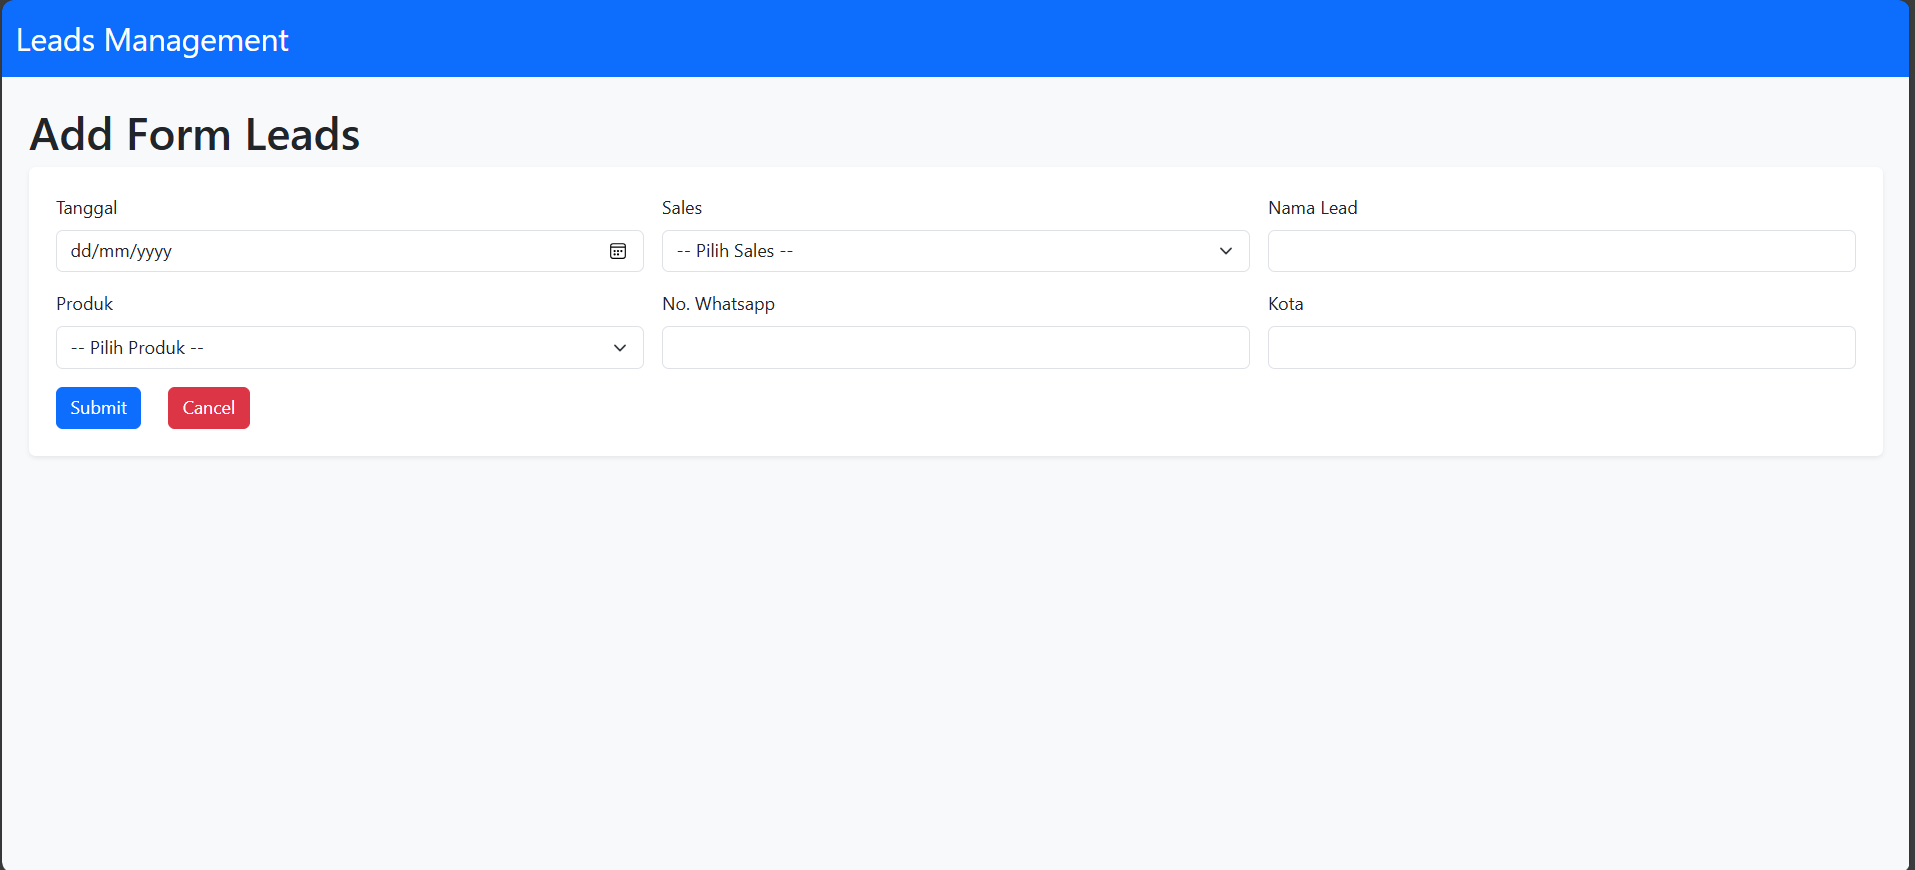 Leads Management
Add Form Leads
Tanggal Sales Nama Lead
dd/mm/yyyy -- Pilih Sales --
Produk No. Whatsapp Kota
-- Pilih Produk --
Submit Cancel